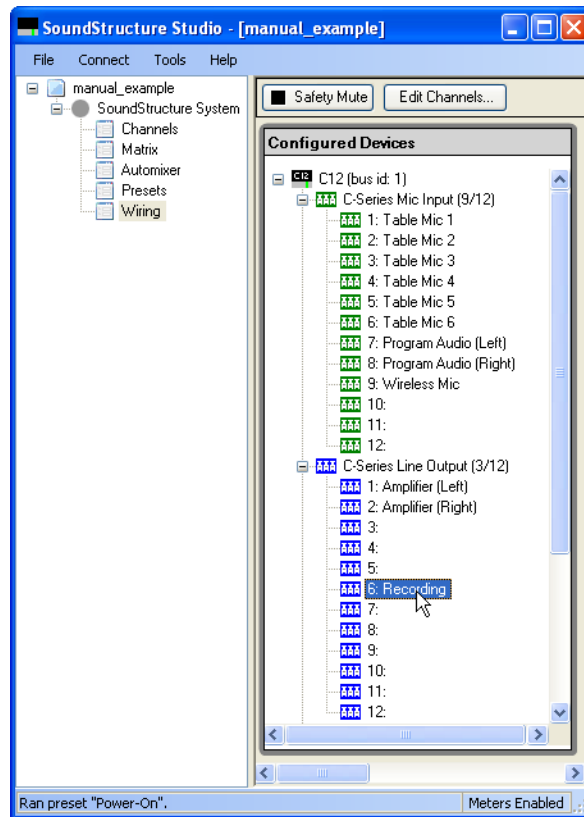 SoundStructure Studio - [manual_example]
File Connect Tools Help
manual_example
SoundStructure System
Channels
Matrix
Automixer
Presets
Wiring
Safety Mute Edit Channels...
Configured Devices
C12 C12 (bus id: 1)
C-Series Mic Input (9/12)
1: Table Mic 1
2: Table Mic 2
3: Table Mic 3
4: Table Mic 4
5: Table Mic 5
6: Table Mic 6
7: Program Audio (Left)
8: Program Audio (Right)
9: Wireless Mic
10:
11:
12:
C-Series Line Output (3/12)
1: Amplifier (Left)
2: Amplifier (Right)
3:
4:
5:
6: Recording
7:
8:
9:
10:
11:
12:
Ran preset "Power-On". Meters Enabled